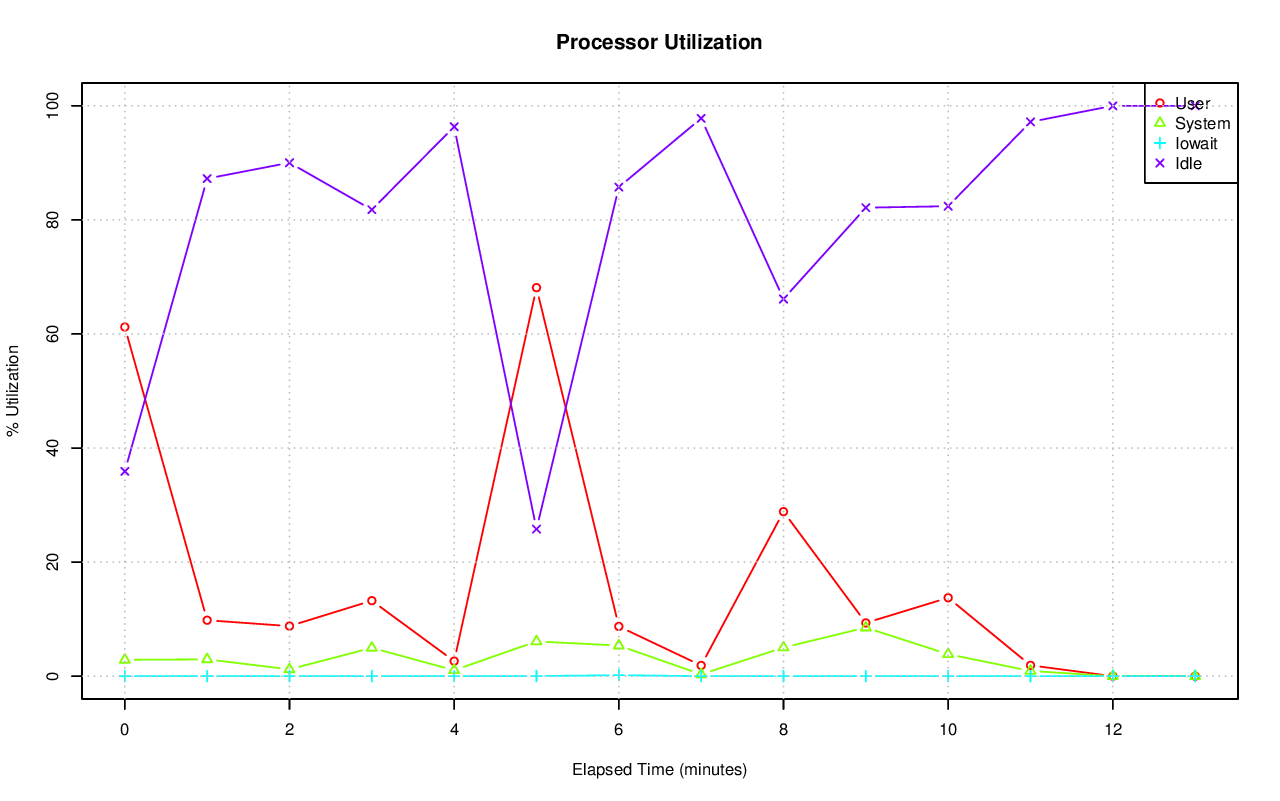 Processor Utilization
% Utilization
100
80
60
40
20
0
User
System
Iowait
Idle
0 2 4 6 8 10 12
Elapsed Time (minutes)